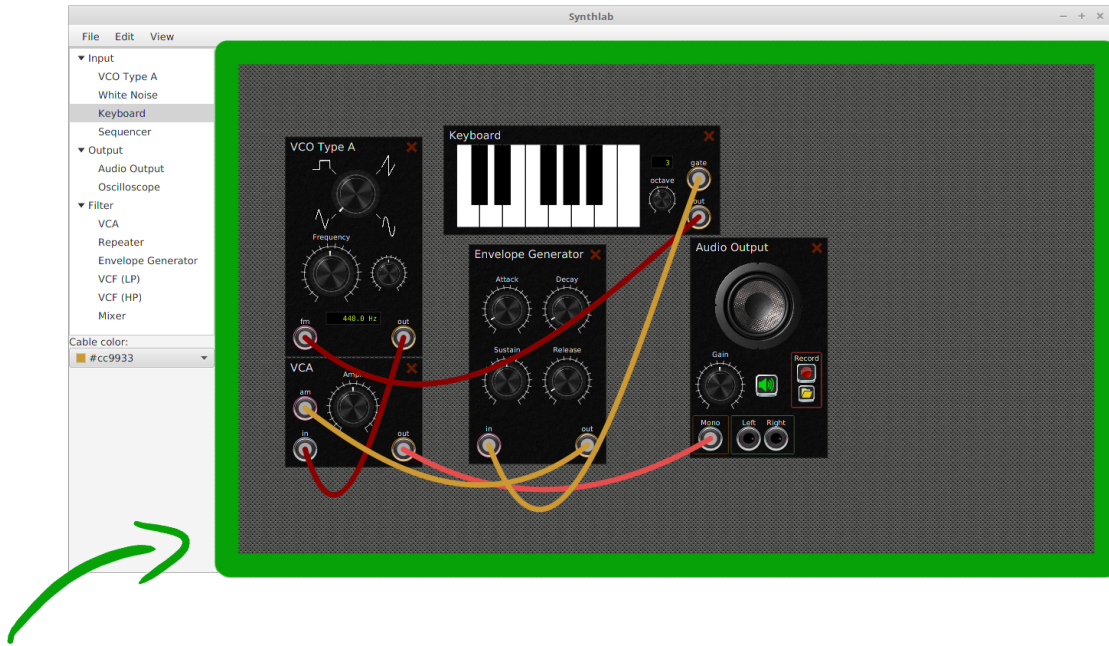 Synthlab
File Edit View
Input
VCO Type A
White Noise
Keyboard
Sequencer
Output
Audio Output
Oscilloscope
Filter
VCA
Repeater
Envelope Generator
VCF (LP)
VCF (HP)
Mixer
Cable color:
#cc9933
VCO Type A
Frequency
440.0 Hz
fm out
VCA
am
in out
Keyboard
3
octave
gate
out
Envelope Generator
Attack Decay
Sustain Release
in out
Audio Output
Gain
Record
Mono Left Right